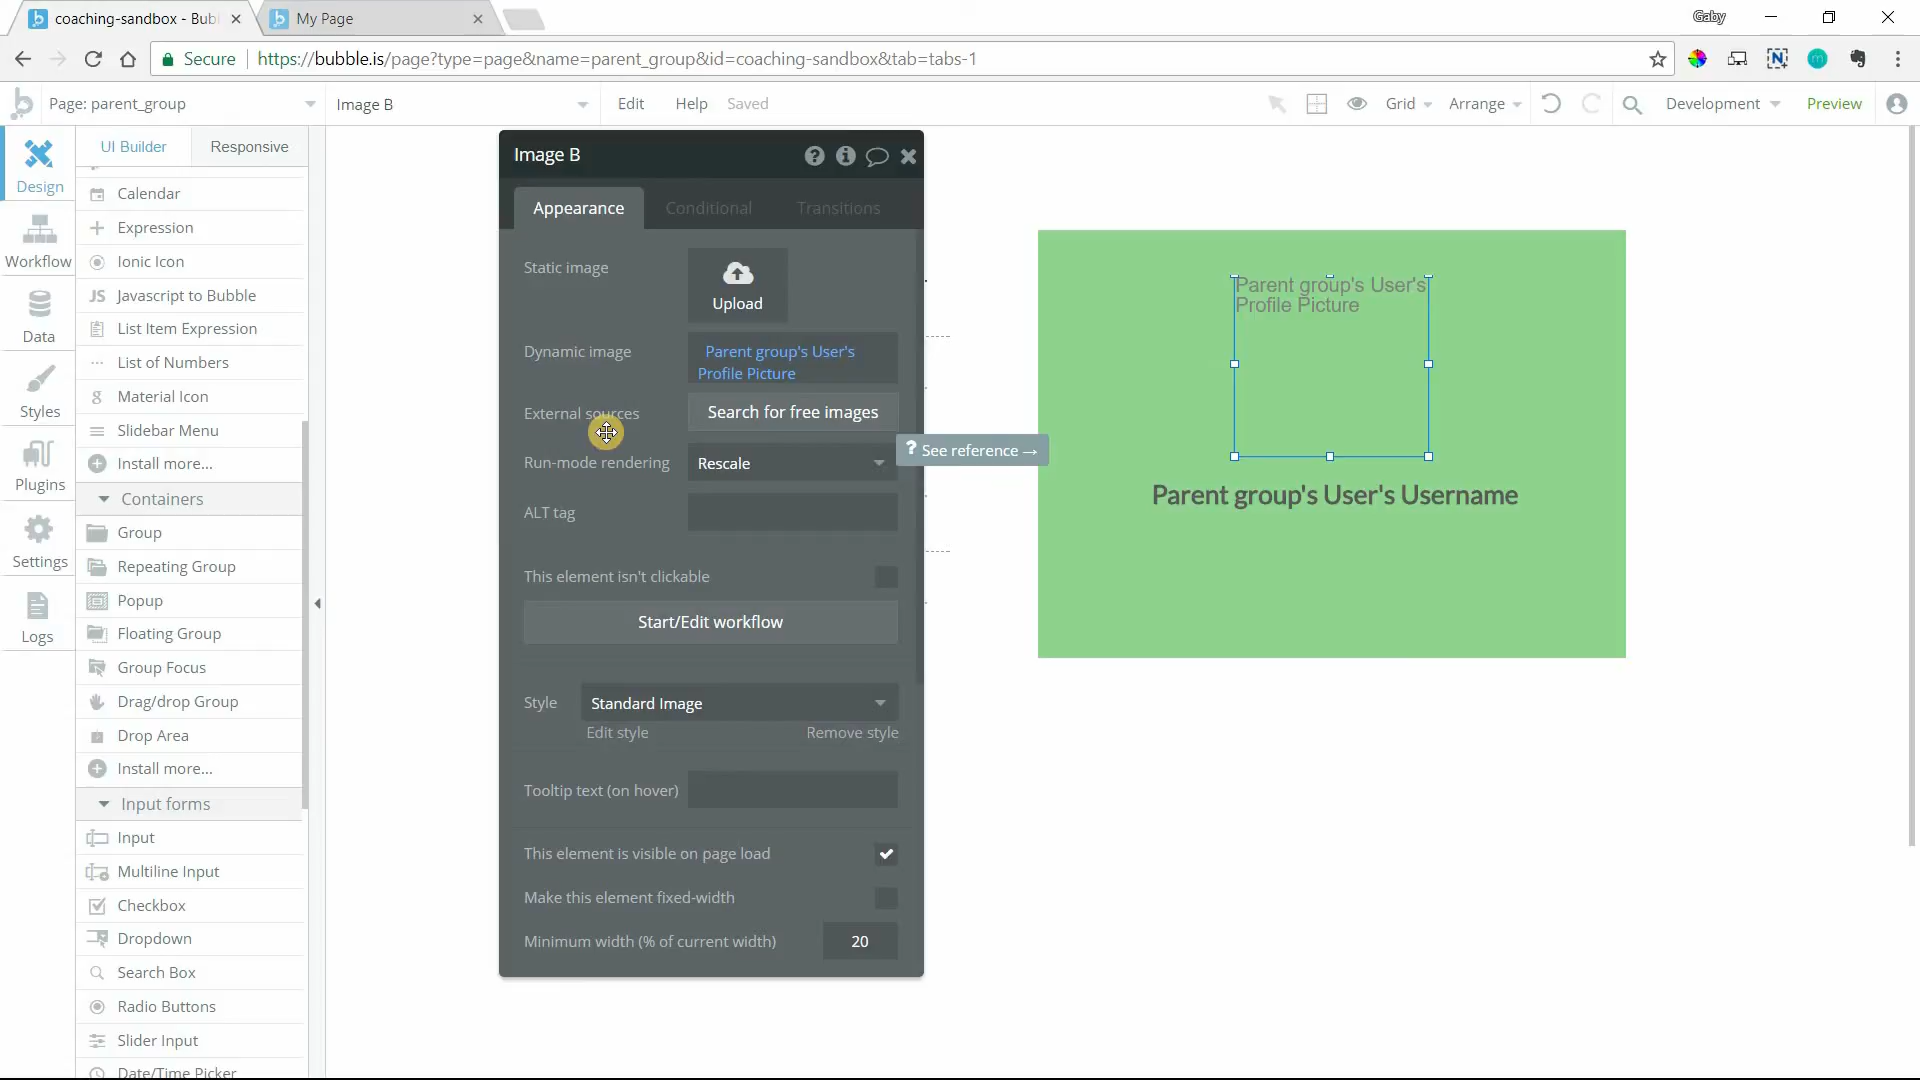 coaching-sandbox - Bub
My Page
Gaby
Secure
https://bubble.is/page?type=page&name=parent_group&id=coaching-sandbox&tab=tabs-1
Page: parent_group
Image B
Edit
Help
Saved
Grid
Arrange
Development
Preview
Design
Workflow
Data
Styles
Plugins
Settings
Logs
UI Builder
Responsive
Calendar
Expression
Ionic Icon
JS Javascript to Bubble
List Item Expression
List of Numbers
g Material Icon
Slidebar Menu
Install more...
Containers
Group
Repeating Group
Popup
Floating Group
Group Focus
Drag/drop Group
Drop Area
Install more...
Input forms
Input
Multiline Input
Checkbox
Dropdown
Search Box
Radio Buttons
Slider Input
Date/Time Picker
Image B
Appearance
Conditional
Transitions
Static image
Upload
Dynamic image
Parent group's User's
Profile Picture
External sources
Search for free images
? See reference →
Run-mode rendering
Rescale
ALT tag
This element isn't clickable
Start/Edit workflow
Style
Standard Image
Edit style
Remove style
Tooltip text (on hover)
This element is visible on page load
Make this element fixed-width
Minimum width (% of current width)
20
Parent group's User's
Profile Picture
Parent group's User's Username